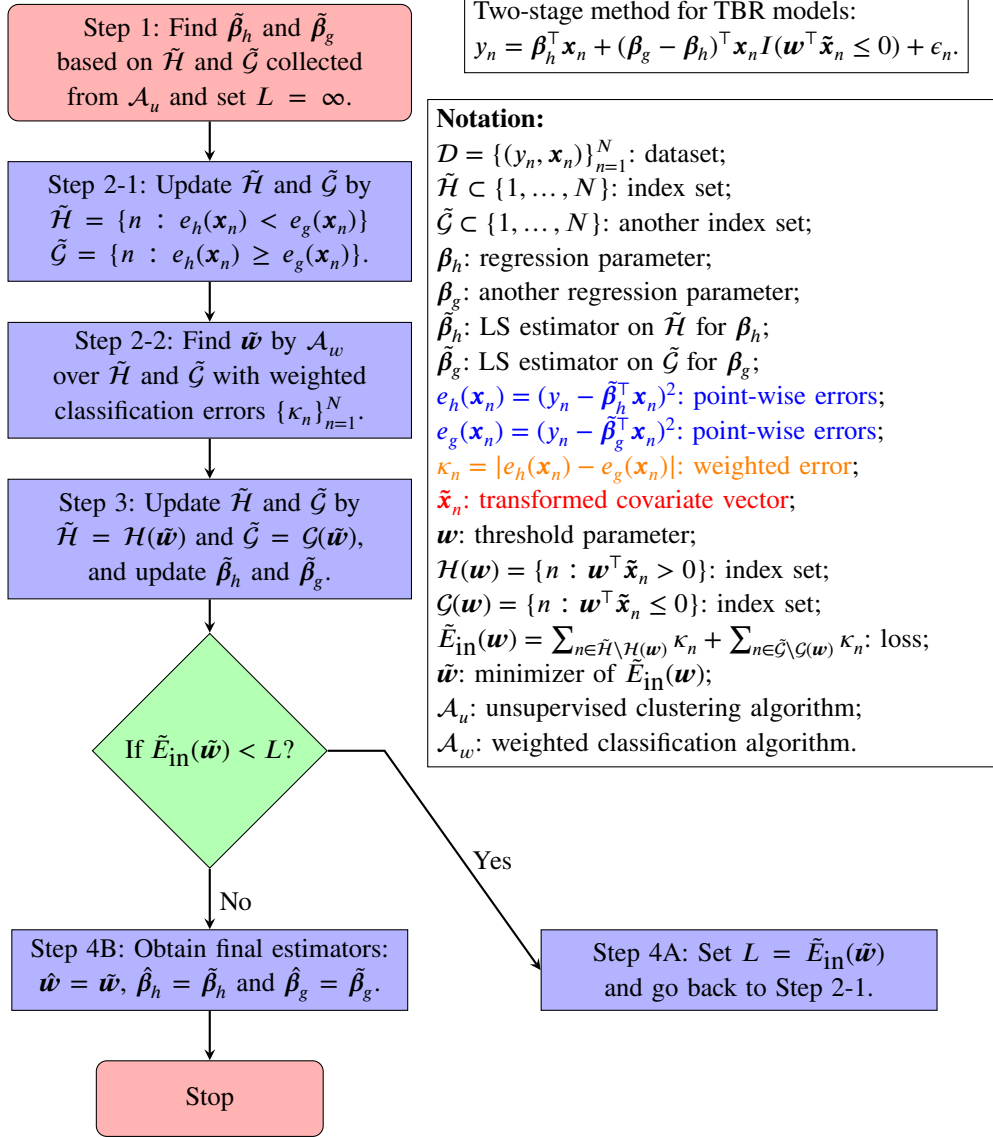 Step 1: Find β̃_h and β̃_g
based on H̃ and G̃ collected
from A_u and set L = ∞.
Step 2-1: Update H̃ and G̃ by
H̃ = {n : e_h(x_n) < e_g(x_n)}
G̃ = {n : e_h(x_n) ≥ e_g(x_n)}.
Step 2-2: Find w̃ by A_w
over H̃ and G̃ with weighted
classification errors {κ_n}_{n=1}^N.
Step 3: Update H̃ and G̃ by
H̃ = H(w̃) and G̃ = G(w̃),
and update β̃_h and β̃_g.
If Ẽ_in(w̃) < L?
No
Yes
Step 4B: Obtain final estimators:
ŵ = w̃, β̂_h = β̃_h and β̂_g = β̃_g.
Step 4A: Set L = Ẽ_in(w̃)
and go back to Step 2-1.
Stop
Two-stage method for TBR models:
y_n = β_h^⊤ x_n + (β_g − β_h)^⊤ x_n I(w^⊤ x̃_n ≤ 0) + ϵ_n.
Notation:
D = {(y_n, x_n)}_{n=1}^N: dataset;
H̃ ⊂ {1, … , N}: index set;
G̃ ⊂ {1, … , N}: another index set;
β_h: regression parameter;
β_g: another regression parameter;
β̃_h: LS estimator on H̃ for β_h;
β̃_g: LS estimator on G̃ for β_g;
e_h(x_n) = (y_n − β̃_h^⊤ x_n)^2: point-wise errors;
e_g(x_n) = (y_n − β̃_g^⊤ x_n)^2: point-wise errors;
κ_n = |e_h(x_n) − e_g(x_n)|: weighted error;
x̃_n: transformed covariate vector;
w: threshold parameter;
H(w) = {n : w^⊤ x̃_n > 0}: index set;
G(w) = {n : w^⊤ x̃_n ≤ 0}: index set;
Ẽ_in(w) = ∑_{n∈H̃\H(w)} κ_n + ∑_{n∈G̃\G(w)} κ_n: loss;
w̃: minimizer of Ẽ_in(w);
A_u: unsupervised clustering algorithm;
A_w: weighted classification algorithm.